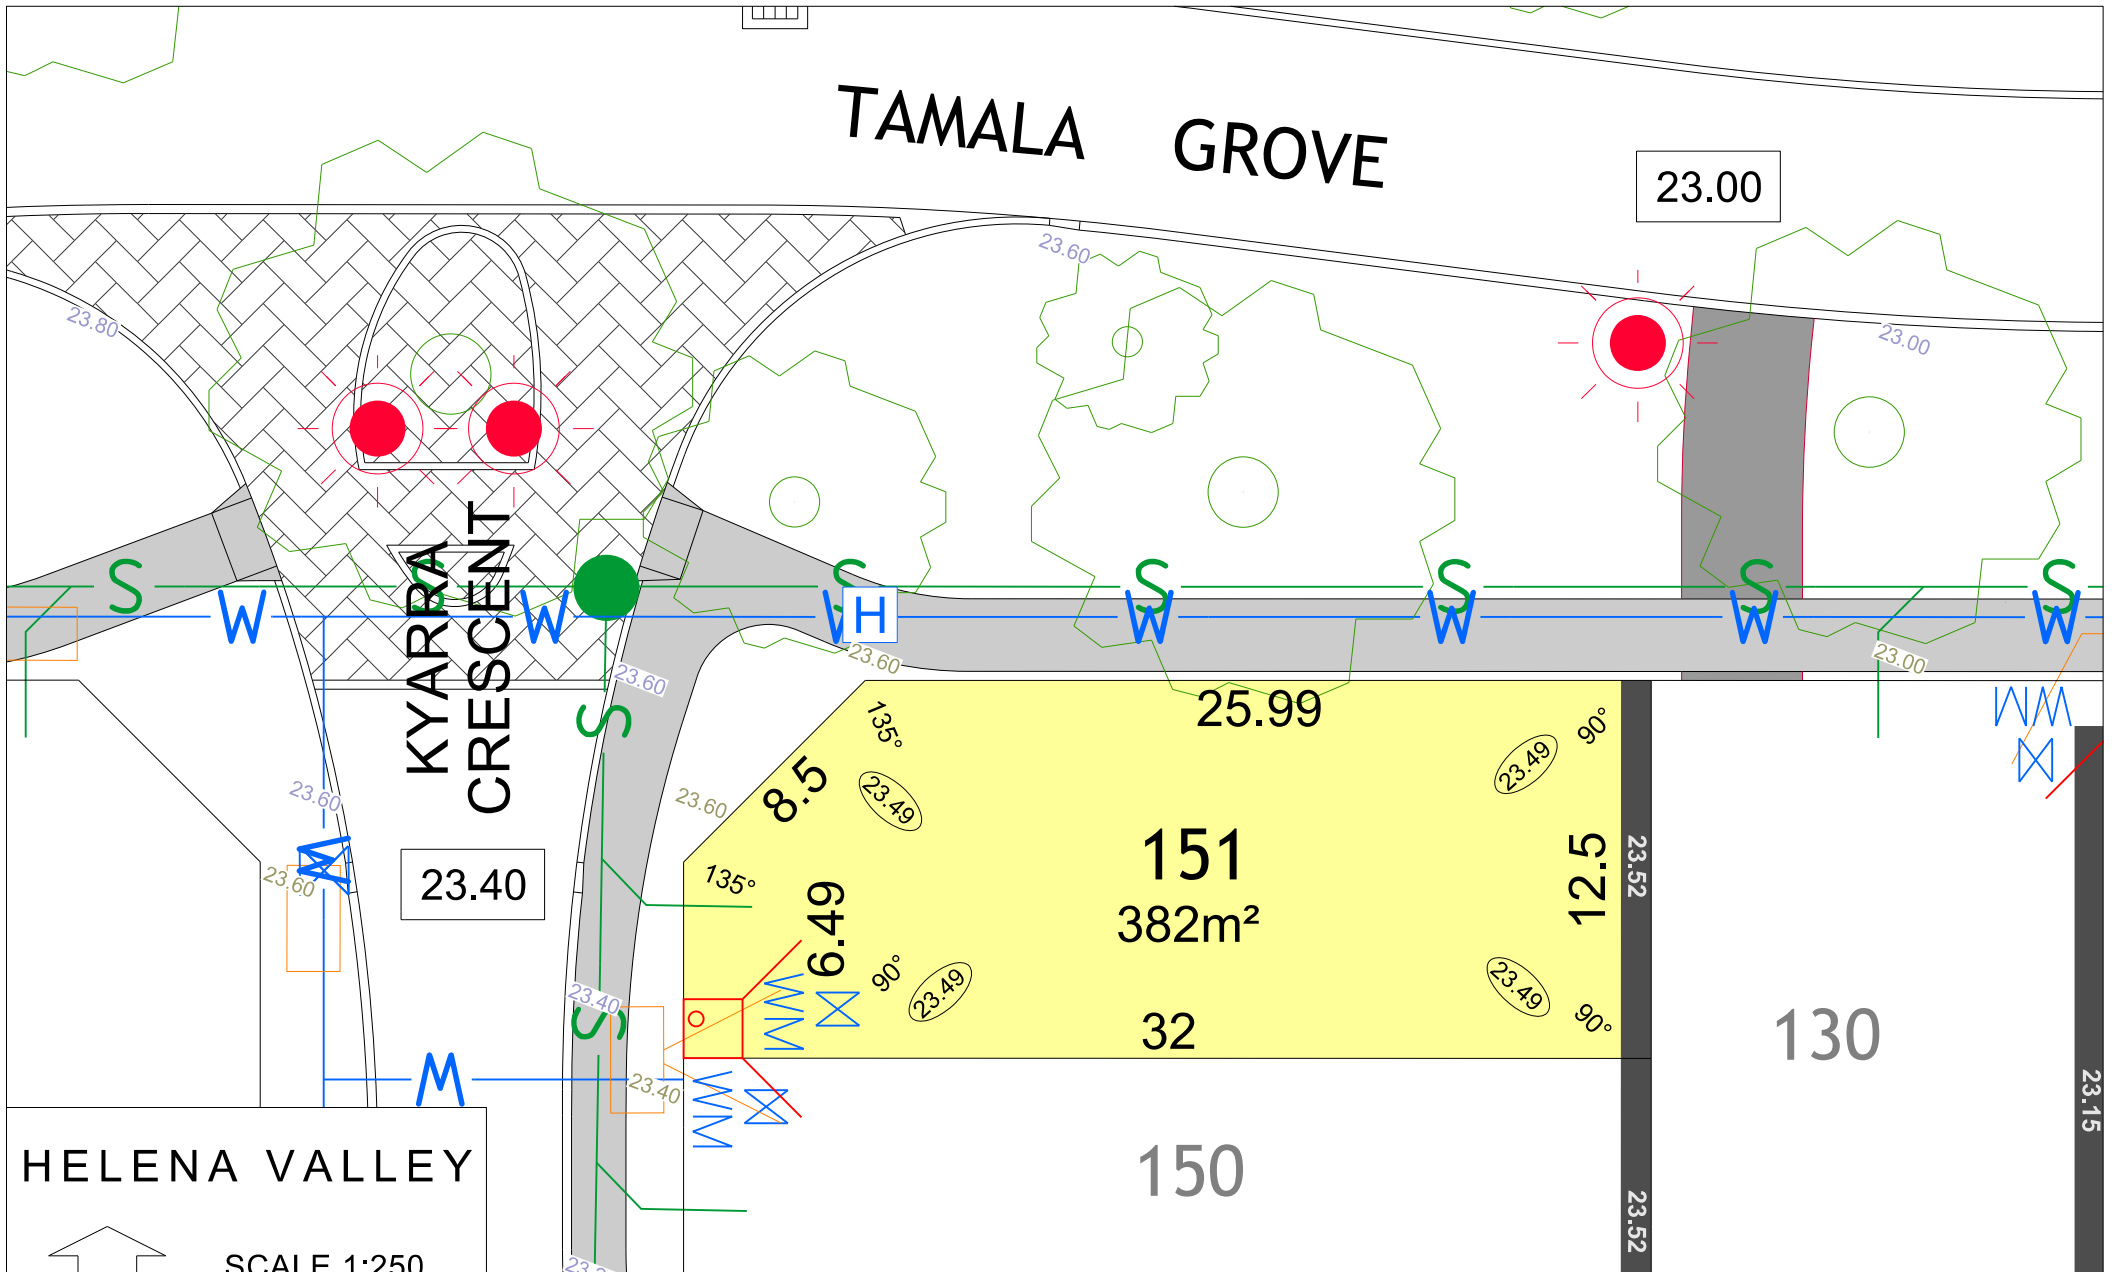 TAMALA GROVE
23.00
23.60
23.80
23.00
KYARRA
CRESCENT
S
S
S
S
S
S
S
W
W
W
H
W
W
W
W
23.60
23.60
23.00
25.99
135°
90°
S
8.5
23.49
23.49
23.60
23.60
W
151
12.5
23.52
23.40
23.60
135°
6.49
382m²
90°
23.49
23.49
90°
23.40
S
32
130
W
23.40
23.15
150
23.52
HELENA VALLEY
SCALE 1:250